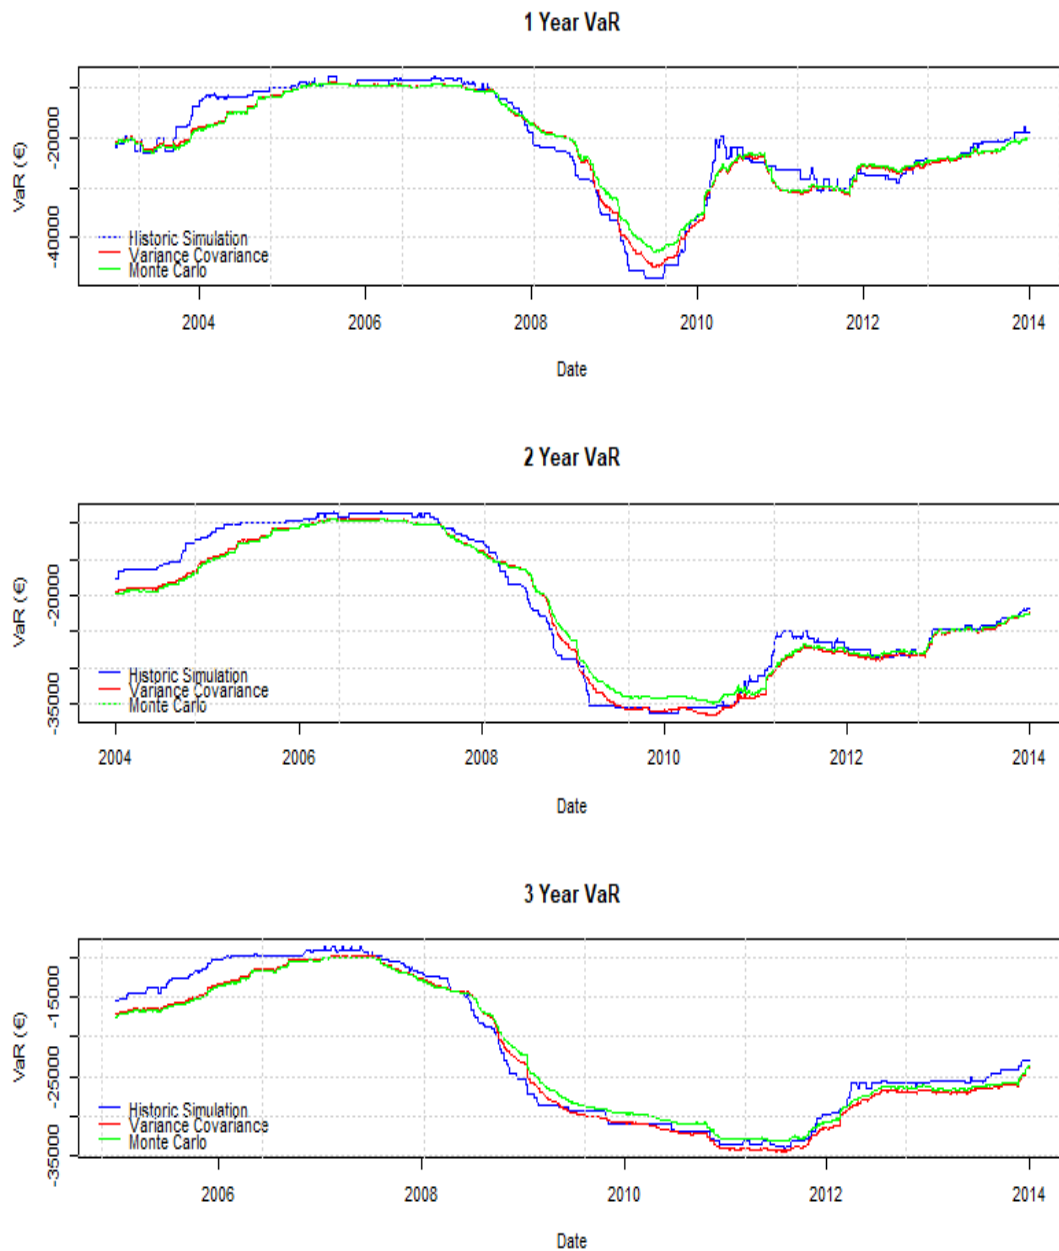 1 Year VaR
VaR (€)
-20000
-40000
Historic Simulation
Variance Covariance
Monte Carlo
2004 2006 2008 2010 2012 2014
Date
2 Year VaR
VaR (€)
-20000
-35000
Historic Simulation
Variance Covariance
Monte Carlo
2004 2006 2008 2010 2012 2014
Date
3 Year VaR
VaR (€)
-15000
-25000
-35000
Historic Simulation
Variance Covariance
Monte Carlo
2006 2008 2010 2012 2014
Date